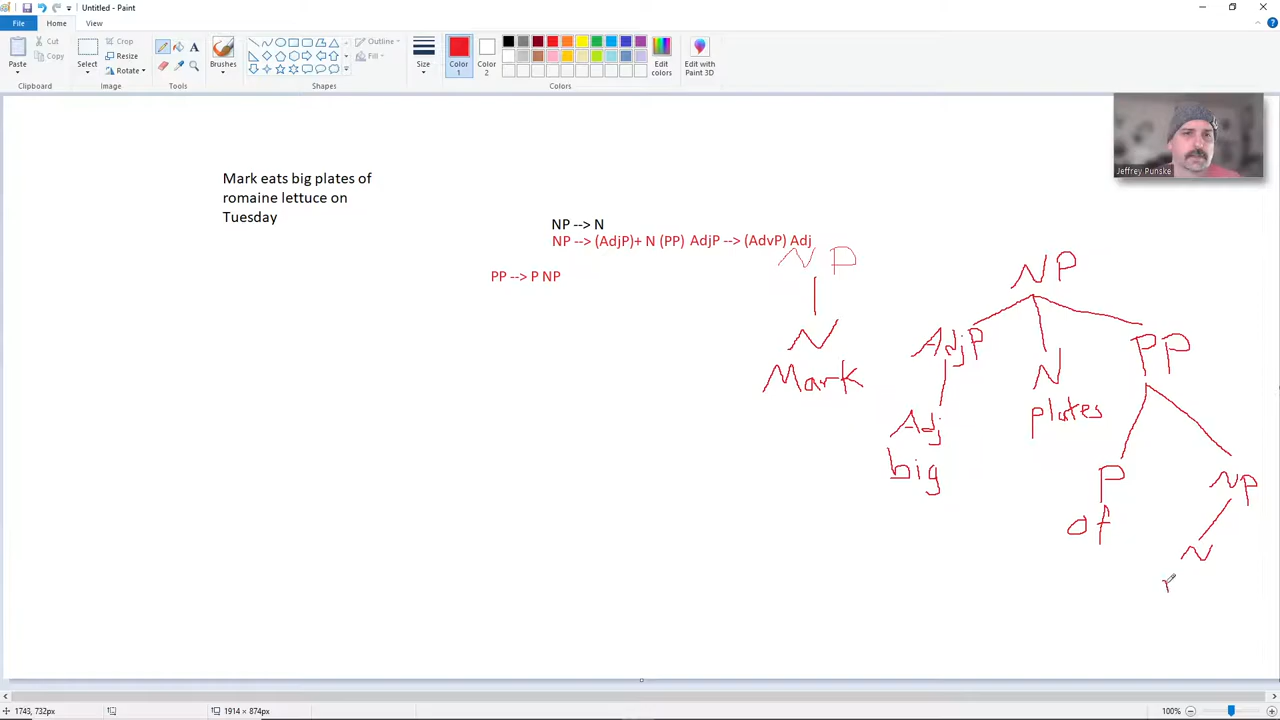 Untitled - Paint
File Home View
Paste
Cut
Copy
Clipboard
Select
Crop
Resize
Rotate
Image
Tools
Brushes
Shapes
Outline
Fill
Size
Color 1
Color 2
Edit colors
Colors
Edit with Paint 3D
Jeffrey Punske
Mark eats big plates of
romaine lettuce on
Tuesday
NP --> N
NP --> (AdjP)+ N (PP) AdjP --> (AdvP) Adj
PP --> P NP
NP
N
Mark
NP
AdjP N PP
plates
Adj
big
P NP
of
N
r
1743, 732px 1914 × 874px 100%